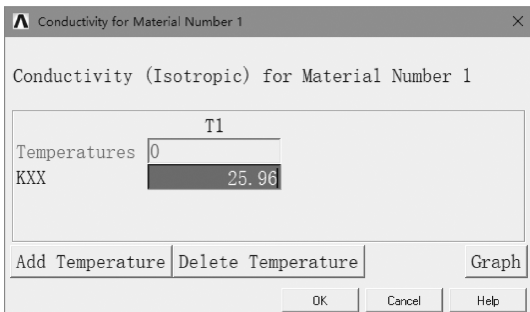 Conductivity for Material Number 1
Conductivity (Isotropic) for Material Number 1
T1
Temperatures 0
KXX 25.96
Add Temperature Delete Temperature Graph
OK Cancel Help